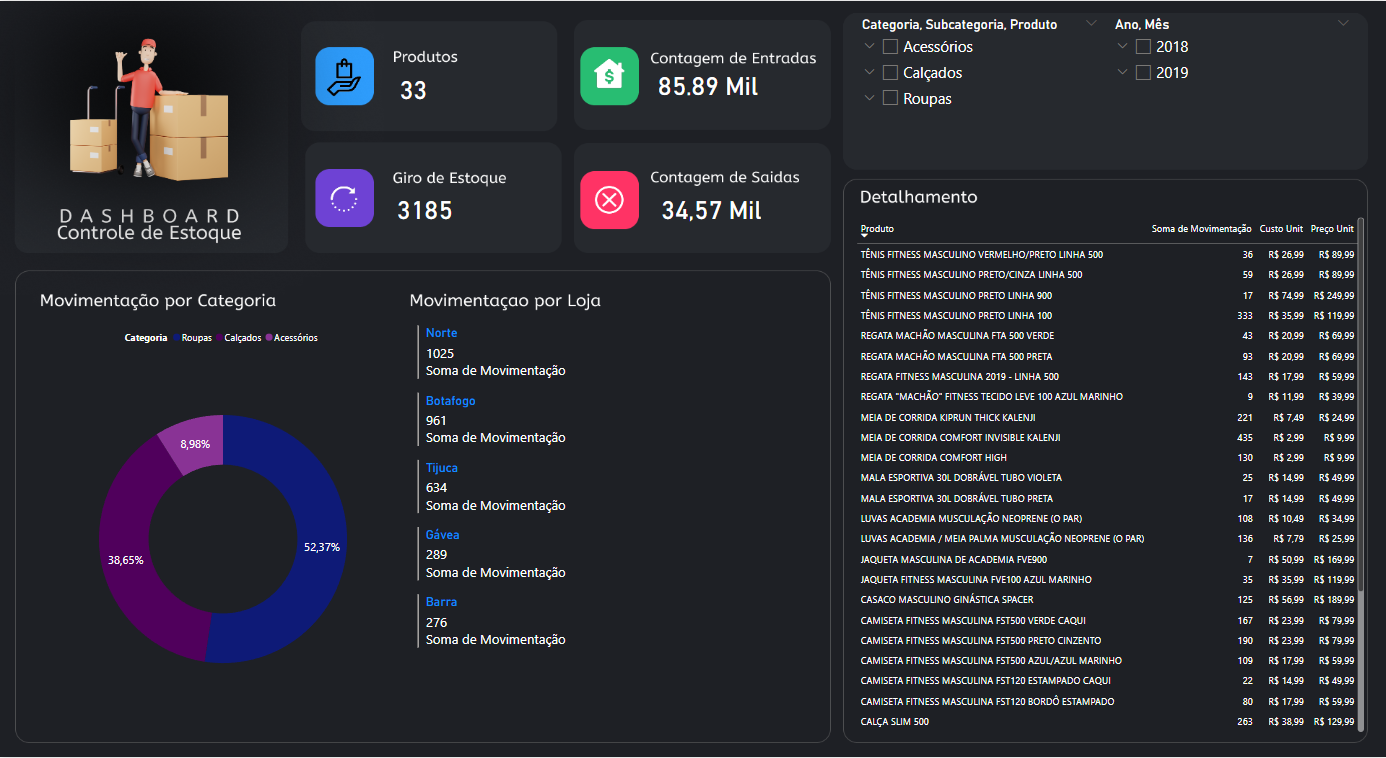 DASHBOARD
Controle de Estoque
Produtos
33
Contagem de Entradas
85.89 Mil
Giro de Estoque
3185
Contagem de Saidas
34,57 Mil
Categoria, Subcategoria, Produto
Acessórios
Calçados
Roupas
Ano, Mês
2018
2019
Movimentação por Categoria
Categoria Roupas Calçados Acessórios
8,98%
52,37%
38,65%
Movimentaçao por Loja
Norte
1025
Soma de Movimentação
Botafogo
961
Soma de Movimentação
Tijuca
634
Soma de Movimentação
Gávea
289
Soma de Movimentação
Barra
276
Soma de Movimentação
Detalhamento
Produto Soma de Movimentação Custo Unit Preço Unit
TÊNIS FITNESS MASCULINO VERMELHO/PRETO LINHA 500 36 R$ 26,99 R$ 89,99
TÊNIS FITNESS MASCULINO PRETO/CINZA LINHA 500 59 R$ 26,99 R$ 89,99
TÊNIS FITNESS MASCULINO PRETO LINHA 900 17 R$ 74,99 R$ 249,99
TÊNIS FITNESS MASCULINO PRETO LINHA 100 333 R$ 35,99 R$ 119,99
REGATA MACHÃO MASCULINA FTA 500 VERDE 43 R$ 20,99 R$ 69,99
REGATA MACHÃO MASCULINA FTA 500 PRETA 93 R$ 20,99 R$ 69,99
REGATA FITNESS MASCULINA 2019 - LINHA 500 143 R$ 17,99 R$ 59,99
REGATA "MACHÃO" FITNESS TECIDO LEVE 100 AZUL MARINHO 9 R$ 11,99 R$ 39,99
MEIA DE CORRIDA KIPRUN THICK KALENJI 221 R$ 7,49 R$ 24,99
MEIA DE CORRIDA COMFORT INVISIBLE KALENJI 435 R$ 2,99 R$ 9,99
MEIA DE CORRIDA COMFORT HIGH 130 R$ 2,99 R$ 9,99
MALA ESPORTIVA 30L DOBRÁVEL TUBO VIOLETA 25 R$ 14,99 R$ 49,99
MALA ESPORTIVA 30L DOBRÁVEL TUBO PRETA 17 R$ 14,99 R$ 49,99
LUVAS ACADEMIA MUSCULAÇÃO NEOPRENE (O PAR) 108 R$ 10,49 R$ 34,99
LUVAS ACADEMIA / MEIA PALMA MUSCULAÇÃO NEOPRENE (O PAR) 136 R$ 7,79 R$ 25,99
JAQUETA MASCULINA DE ACADEMIA FVE900 7 R$ 50,99 R$ 169,99
JAQUETA FITNESS MASCULINA FVE100 AZUL MARINHO 35 R$ 35,99 R$ 119,99
CASACO MASCULINO GINÁSTICA SPACER 125 R$ 56,99 R$ 189,99
CAMISETA FITNESS MASCULINA FST500 VERDE CAQUI 167 R$ 23,99 R$ 79,99
CAMISETA FITNESS MASCULINA FST500 PRETO CINZENTO 190 R$ 23,99 R$ 79,99
CAMISETA FITNESS MASCULINA FST500 AZUL/AZUL MARINHO 109 R$ 17,99 R$ 59,99
CAMISETA FITNESS MASCULINA FST120 ESTAMPADO CAQUI 22 R$ 14,99 R$ 49,99
CAMISETA FITNESS MASCULINA FST120 BORDÔ ESTAMPADO 80 R$ 17,99 R$ 59,99
CALÇA SLIM 500 263 R$ 38,99 R$ 129,99